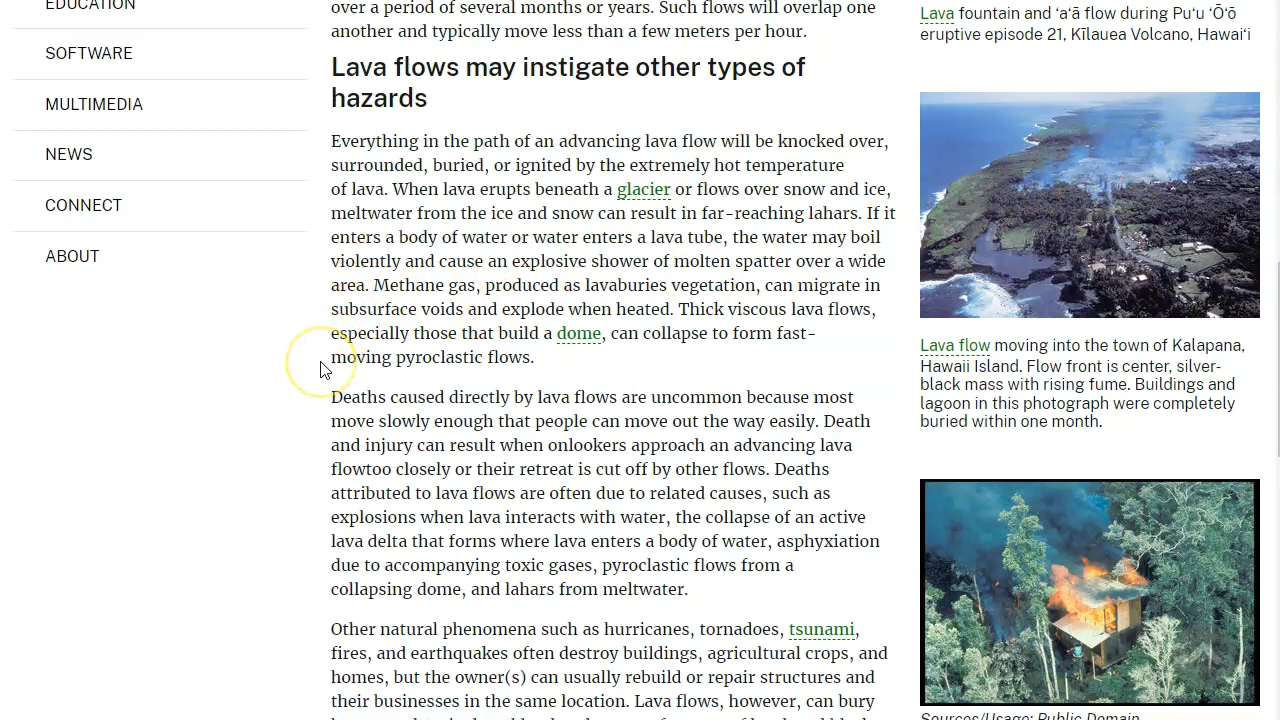 EDUCATION
SOFTWARE
MULTIMEDIA
NEWS
CONNECT
ABOUT
over a period of several months or years. Such flows will overlap one
another and typically move less than a few meters per hour.
Lava flows may instigate other types of
hazards
Everything in the path of an advancing lava flow will be knocked over,
surrounded, buried, or ignited by the extremely hot temperature
of lava. When lava erupts beneath a glacier or flows over snow and ice,
meltwater from the ice and snow can result in far-reaching lahars. If it
enters a body of water or water enters a lava tube, the water may boil
violently and cause an explosive shower of molten spatter over a wide
area. Methane gas, produced as lavaburies vegetation, can migrate in
subsurface voids and explode when heated. Thick viscous lava flows,
especially those that build a dome, can collapse to form fast-
moving pyroclastic flows.
Deaths caused directly by lava flows are uncommon because most
move slowly enough that people can move out the way easily. Death
and injury can result when onlookers approach an advancing lava
flowtoo closely or their retreat is cut off by other flows. Deaths
attributed to lava flows are often due to related causes, such as
explosions when lava interacts with water, the collapse of an active
lava delta that forms where lava enters a body of water, asphyxiation
due to accompanying toxic gases, pyroclastic flows from a
collapsing dome, and lahars from meltwater.
Other natural phenomena such as hurricanes, tornadoes, tsunami,
fires, and earthquakes often destroy buildings, agricultural crops, and
homes, but the owner(s) can usually rebuild or repair structures and
their businesses in the same location. Lava flows, however, can bury
Lava fountain and ʻaʻā flow during Puʻu ʻŌʻō
eruptive episode 21, Kīlauea Volcano, Hawaiʻi
Lava flow moving into the town of Kalapana,
Hawaii Island. Flow front is center, silver-
black mass with rising fume. Buildings and
lagoon in this photograph were completely
buried within one month.
Sources/Usage: Public Domain